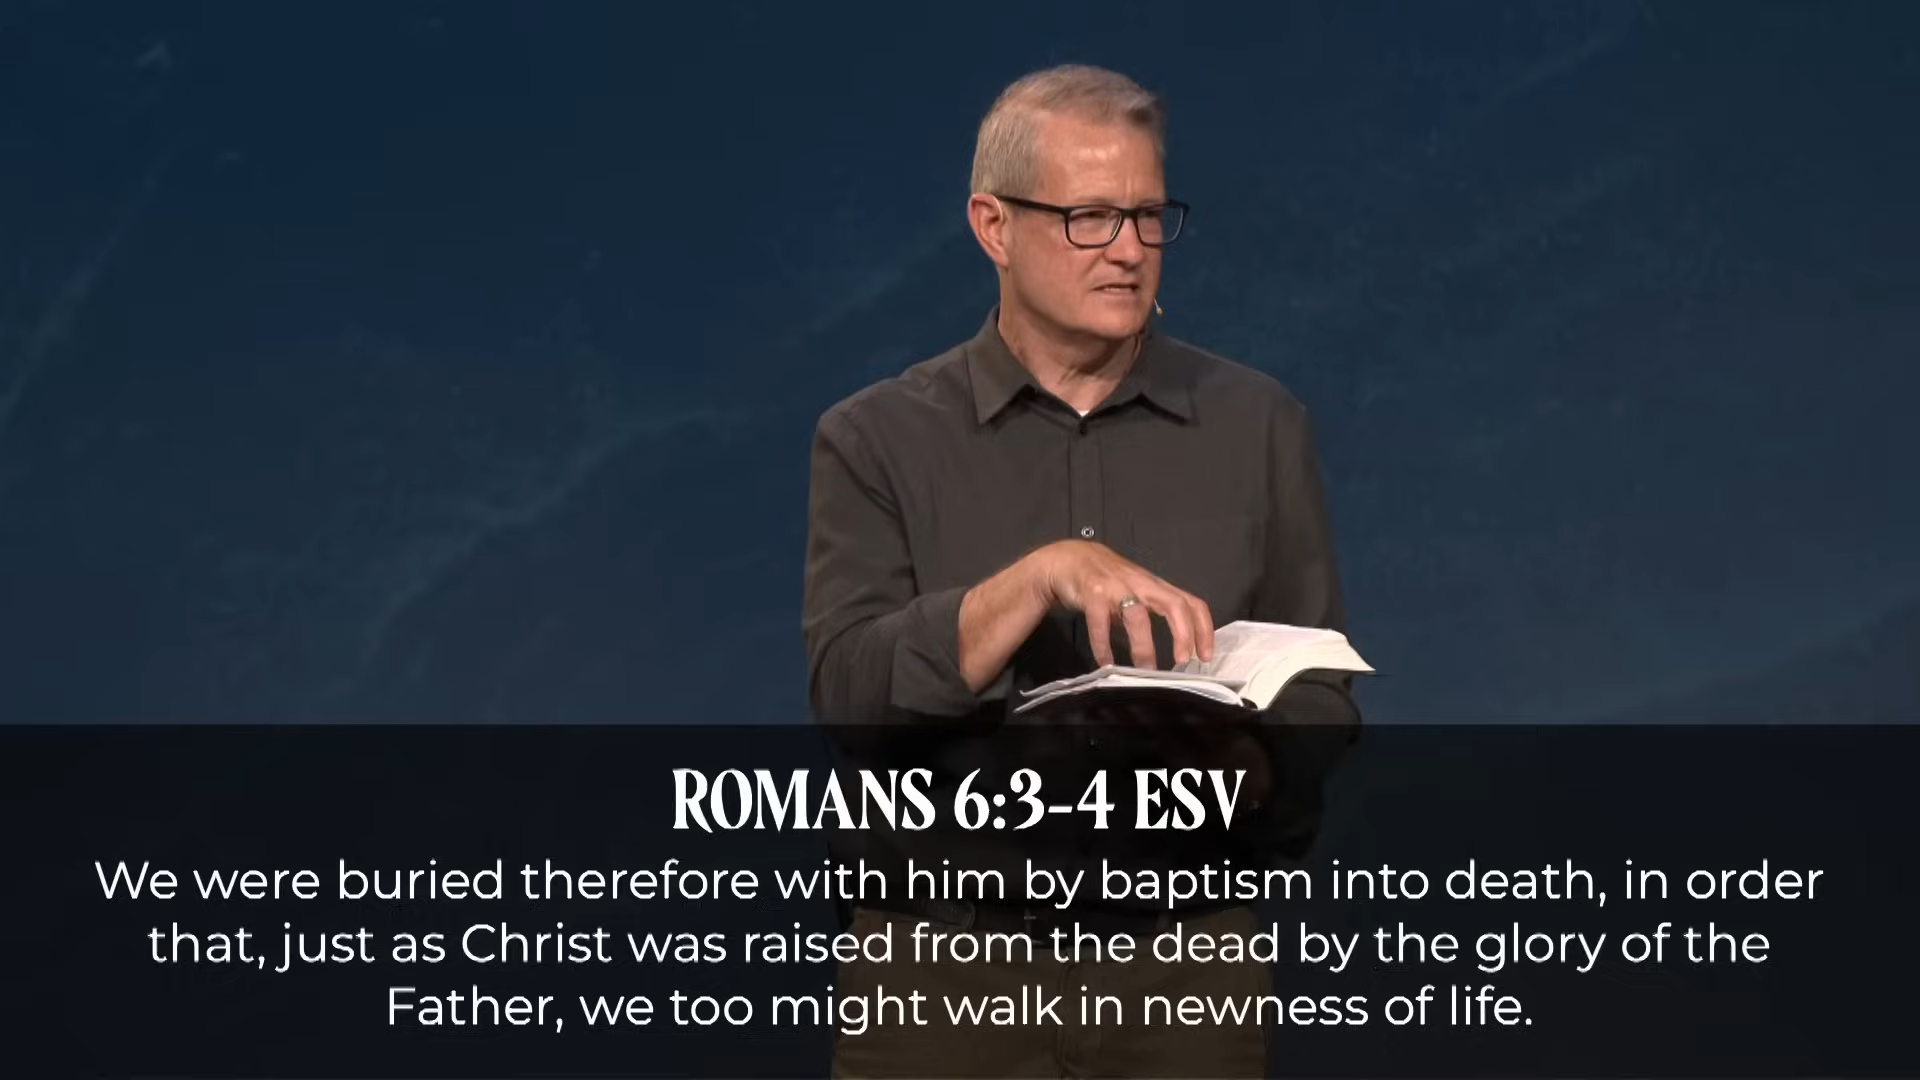 ROMANS 6:3-4 ESV
We were buried therefore with him by baptism into death, in order
that, just as Christ was raised from the dead by the glory of the
Father, we too might walk in newness of life.